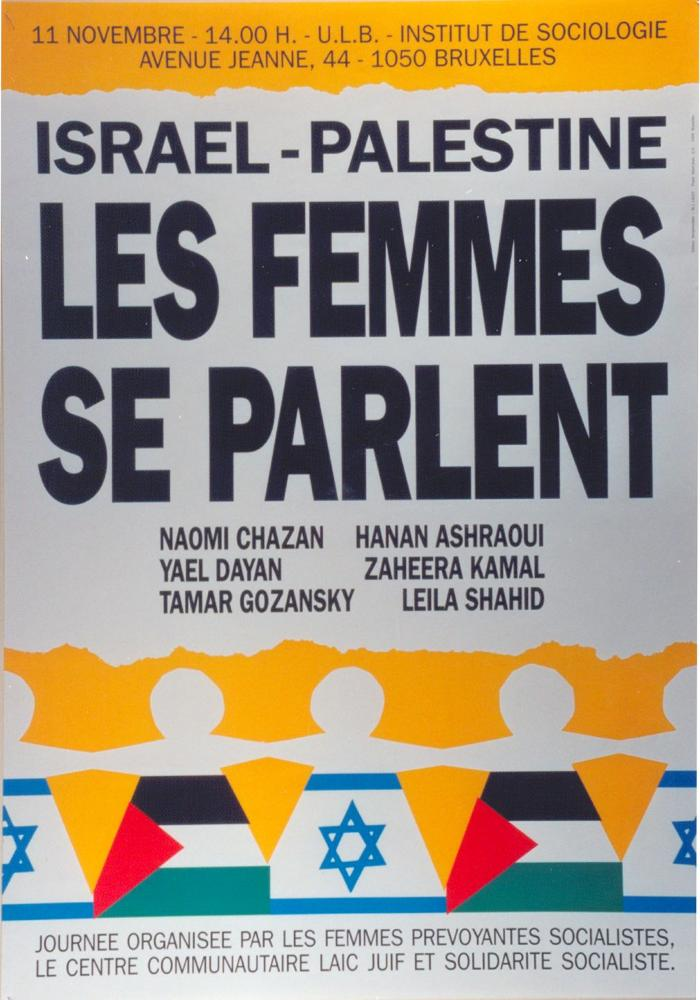 11 NOVEMBRE - 14.00 H. - U.L.B. - INSTITUT DE SOCIOLOGIE
AVENUE JEANNE, 44 - 1050 BRUXELLES
ISRAEL - PALESTINE
LES FEMMES
SE PARLENT
NAOMI CHAZAN HANAN ASHRAOUI
YAEL DAYAN ZAHEERA KAMAL
TAMAR GOZANSKY LEILA SHAHID
JOURNEE ORGANISEE PAR LES FEMMES PREVOYANTES SOCIALISTES,
LE CENTRE COMMUNAUTAIRE LAIC JUIF ET SOLIDARITE SOCIALISTE.